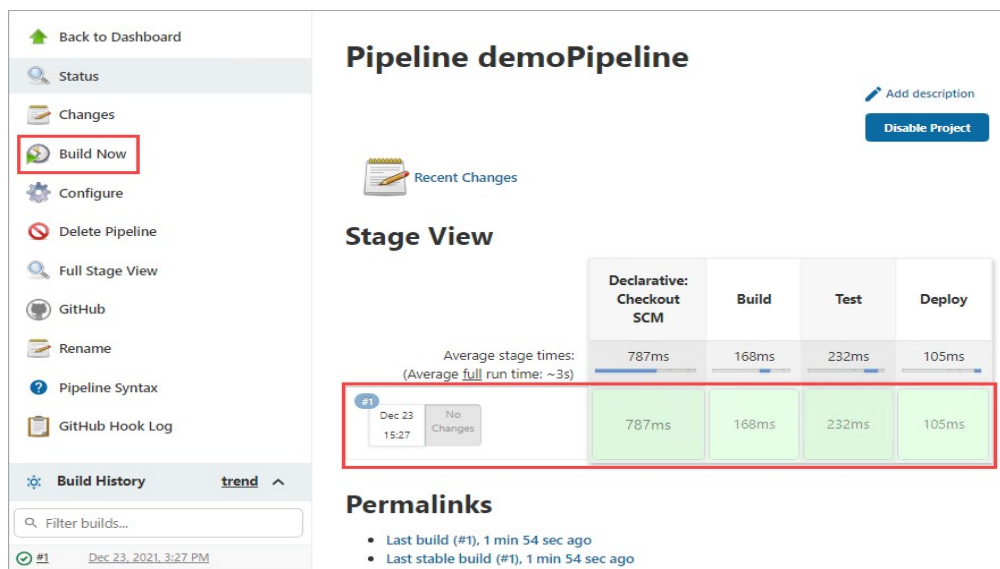 Back to Dashboard
Status
Changes
Build Now
Configure
Delete Pipeline
Full Stage View
GitHub
Rename
Pipeline Syntax
GitHub Hook Log
Build History trend
Filter builds...
#1 Dec 23, 2021, 3:27 PM
Pipeline demoPipeline
Add description
Disable Project
Recent Changes
Stage View
Declarative:
Checkout
SCM
Build
Test
Deploy
Average stage times:
(Average full run time: ~3s)
787ms 168ms 232ms 105ms
#1
Dec 23
15:27
No
Changes
787ms 168ms 232ms 105ms
Permalinks
Last build (#1), 1 min 54 sec ago
Last stable build (#1), 1 min 54 sec ago